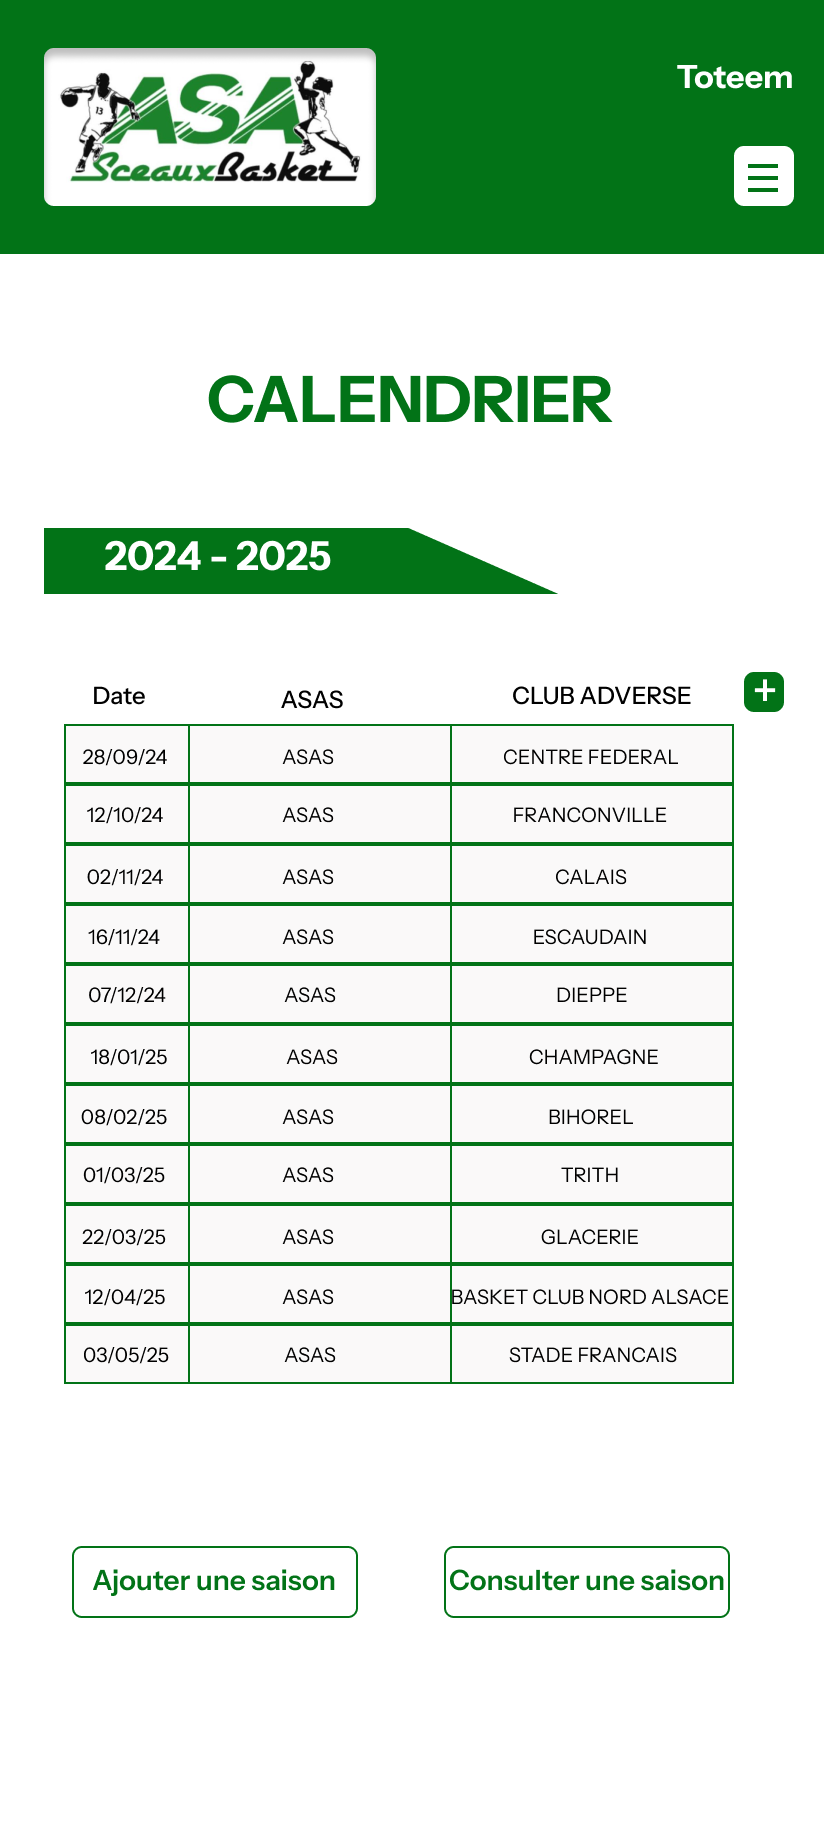 ASA
13
SceauxBasket
Toteem
CALENDRIER
2024 - 2025
Date ASAS CLUB ADVERSE +
28/09/24 ASAS CENTRE FEDERAL
12/10/24 ASAS FRANCONVILLE
02/11/24 ASAS CALAIS
16/11/24 ASAS ESCAUDAIN
07/12/24 ASAS DIEPPE
18/01/25 ASAS CHAMPAGNE
08/02/25 ASAS BIHOREL
01/03/25 ASAS TRITH
22/03/25 ASAS GLACERIE
12/04/25 ASAS BASKET CLUB NORD ALSACE
03/05/25 ASAS STADE FRANCAIS
Ajouter une saison Consulter une saison